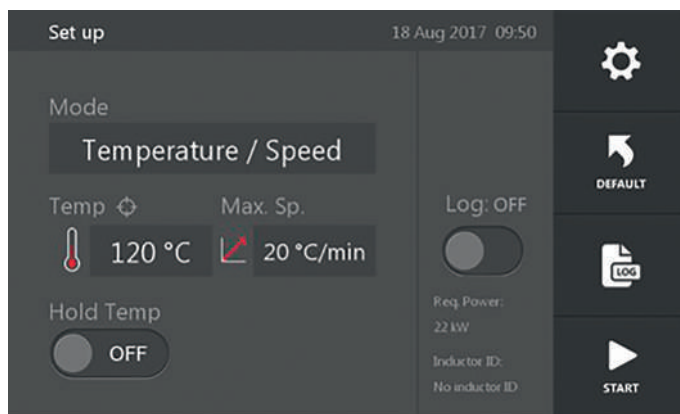 Set up
18 Aug 2017 09:50
Mode
Temperature / Speed
Temp
Max. Sp.
120 °C
20 °C/min
Hold Temp
OFF
Log: OFF
Req. Power:
22 kW
Inductor ID:
No inductor ID
DEFAULT
LOG
START